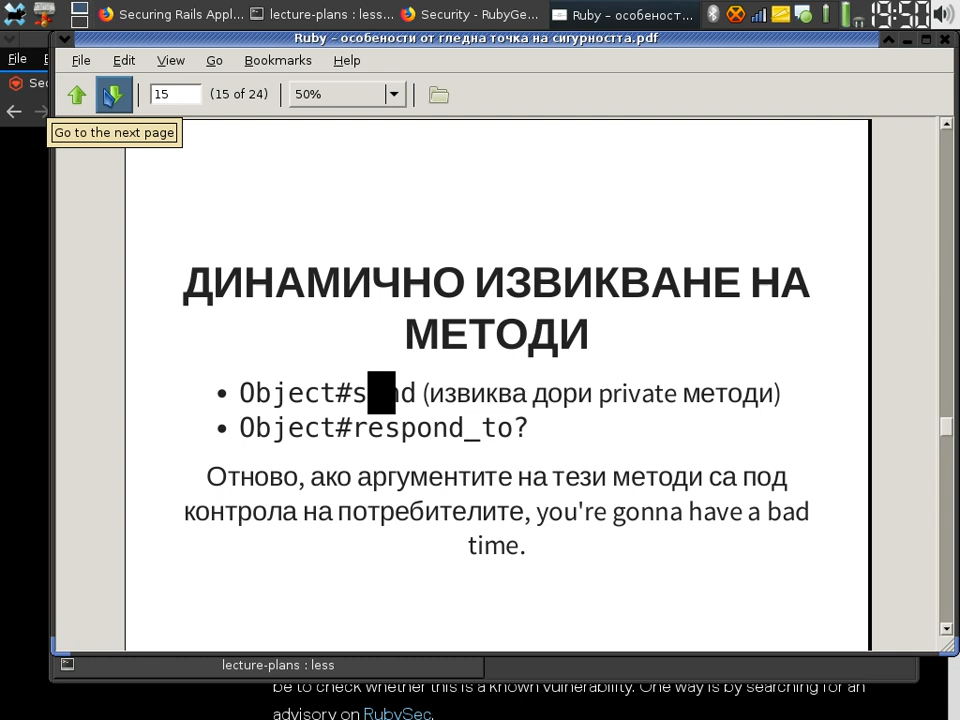 Securing Rails Appl...
lecture-plans : less...
Security - RubyGe...
Ruby – особеност...
18:50
Ruby – особености от гледна точка на сигурността.pdf
File
File Edit View Go Bookmarks Help
Sec
15 (15 of 24) 50%
Go to the next page
ДИНАМИЧНО ИЗВИКВАНЕ НА
МЕТОДИ
(извиква дори private методи)
Object#respond_to?
Отново, ако аргументите на тези методи са под
контрола на потребителите, you're gonna have a bad
time.
lecture-plans : less
be to check whether this is a known vulnerability. One way is by searching for an
advisory on RubySec.